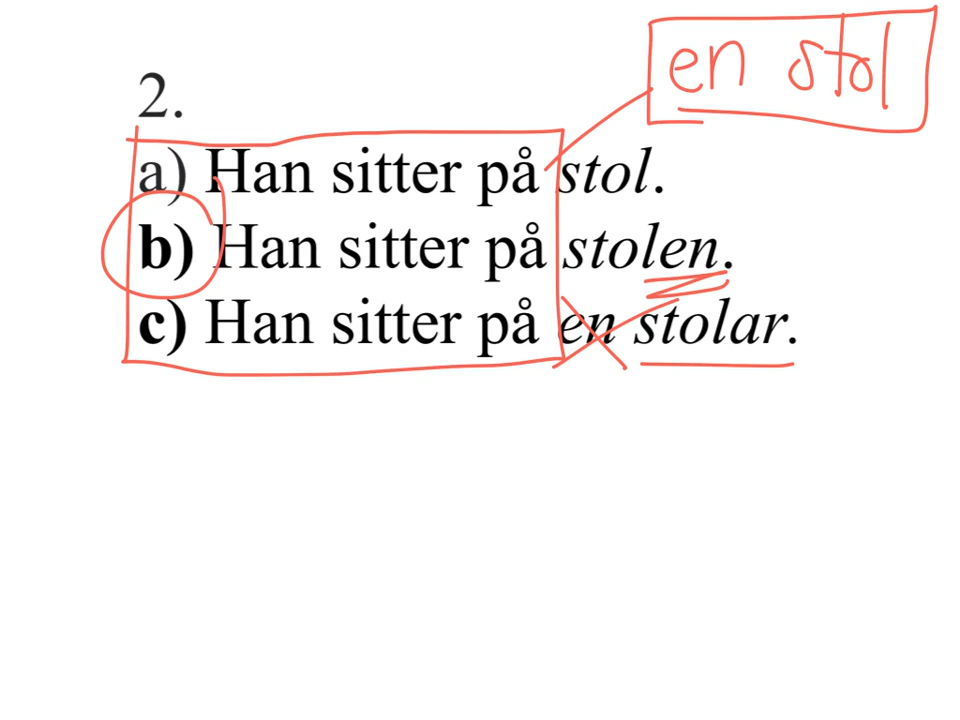 en stol
2.
a) Han sitter på stol.
b) Han sitter på stolen.
c) Han sitter på en stolar.